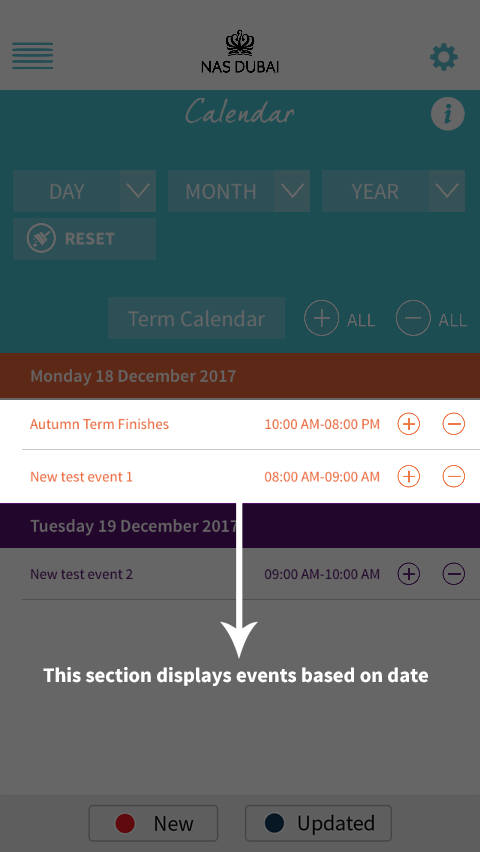 NAS DUBAI
Calendar
DAY MONTH YEAR
RESET
Term Calendar + ALL − ALL
Monday 18 December 2017
Autumn Term Finishes 10:00 AM-08:00 PM
New test event 1 08:00 AM-09:00 AM
Tuesday 19 December 2017
New test event 2 09:00 AM-10:00 AM
This section displays events based on date
New Updated